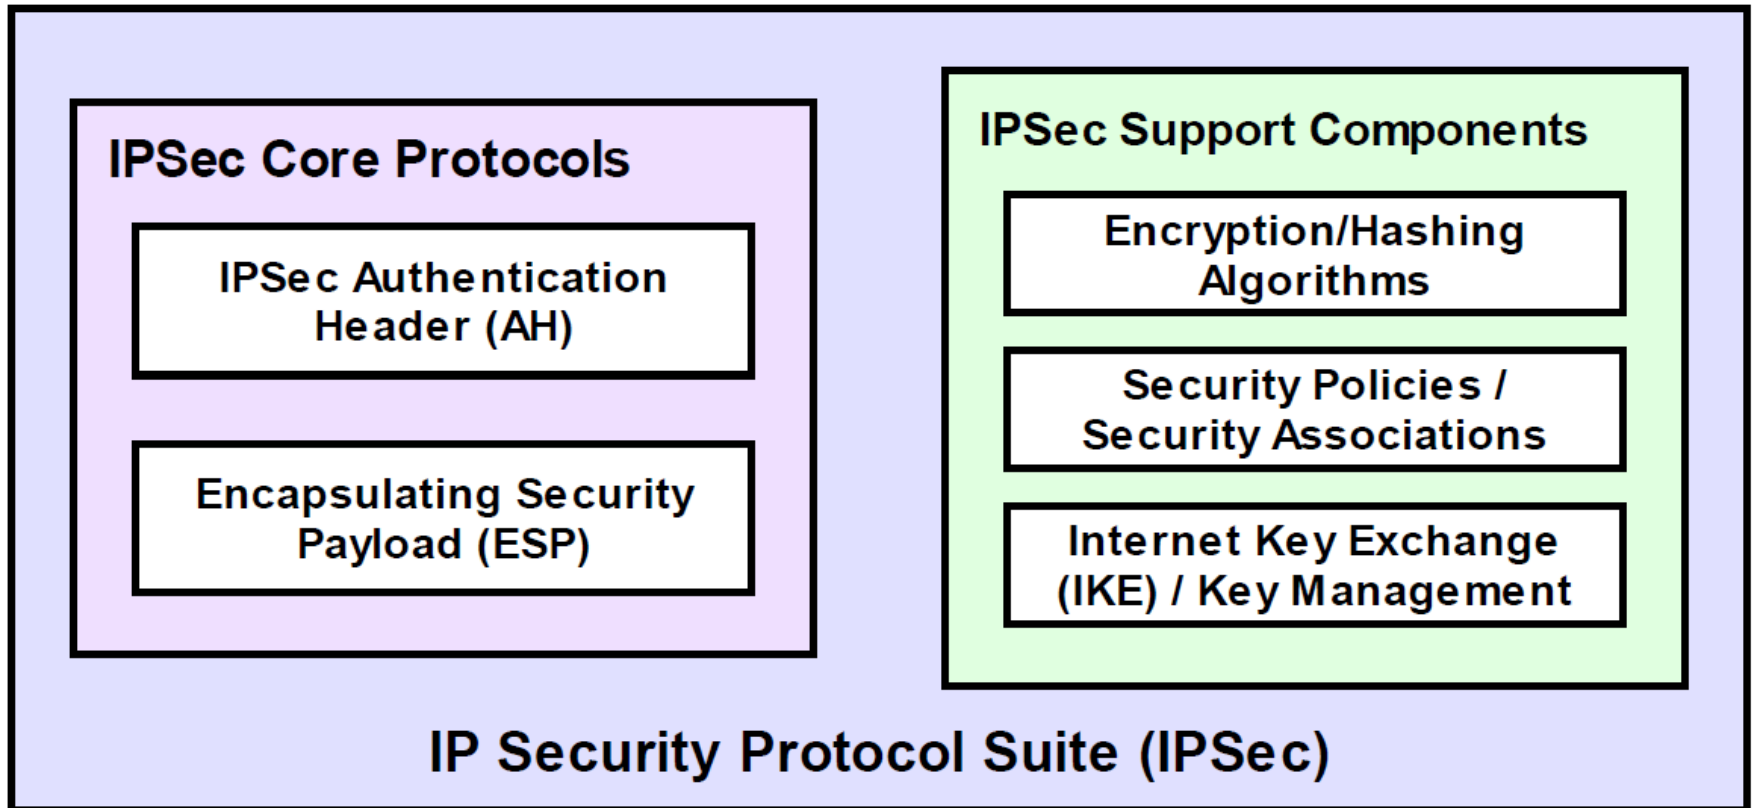 IPSec Core Protocols
IPSec Authentication
Header (AH)
Encapsulating Security
Payload (ESP)
IPSec Support Components
Encryption/Hashing
Algorithms
Security Policies /
Security Associations
Internet Key Exchange
(IKE) / Key Management
IP Security Protocol Suite (IPSec)